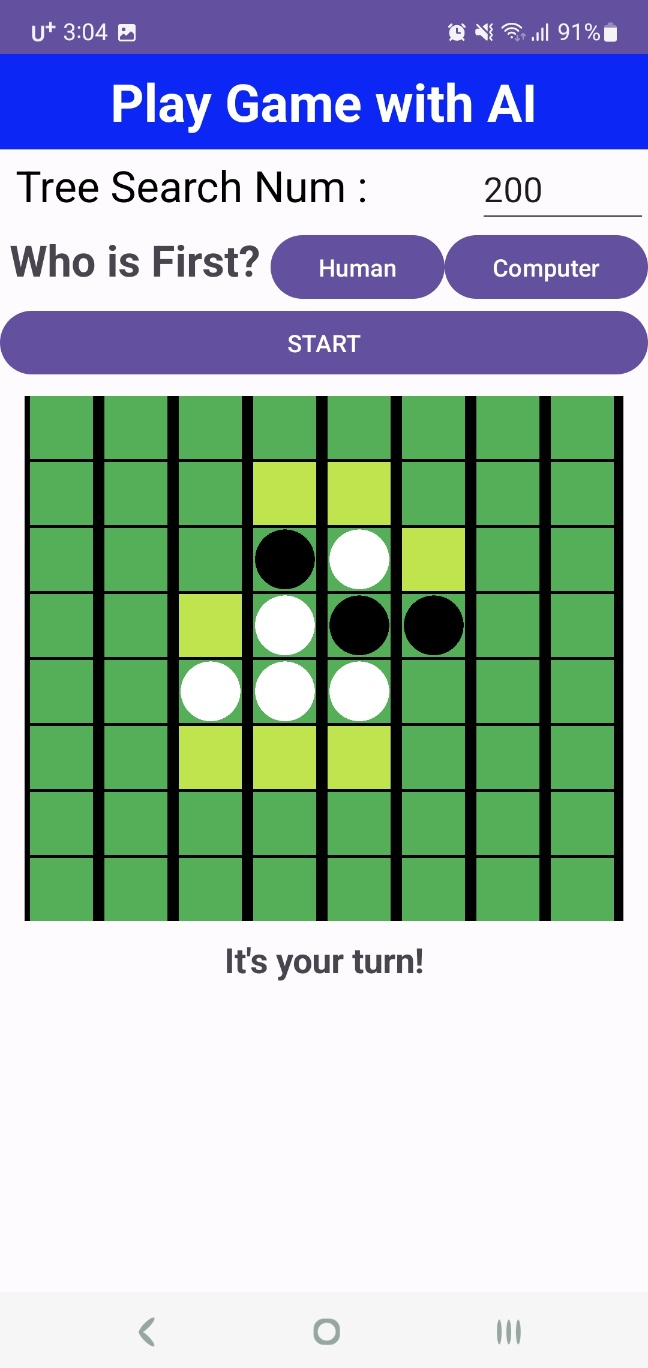 U+ 3:04 91%
Play Game with AI
Tree Search Num : 200
Who is First? Human Computer
START
It's your turn!